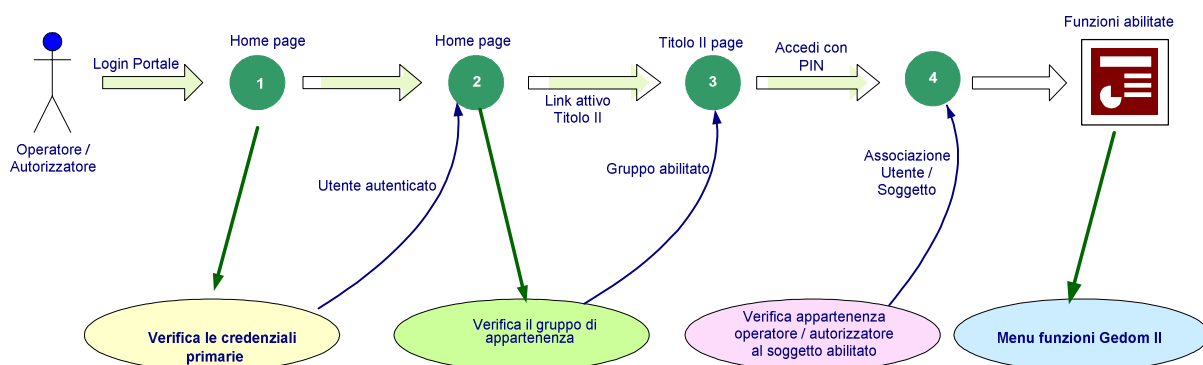 Funzioni abilitate
Home page
Home page
Titolo II page
Accedi con
PIN
Login Portale
1
2
3
4
Link attivo
Titolo II
Operatore /
Autorizzatore
Utente autenticato
Gruppo abilitato
Associazione
Utente /
Soggetto
Verifica le credenziali
primarie
Verifica il gruppo di
appartenenza
Verifica appartenenza
operatore / autorizzatore
al soggetto abilitato
Menu funzioni Gedom II